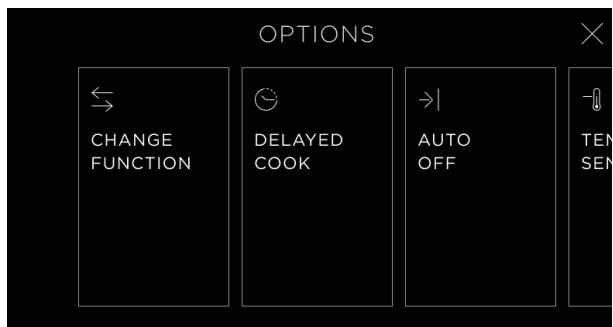 OPTIONS
CHANGE
FUNCTION
DELAYED
COOK
AUTO
OFF